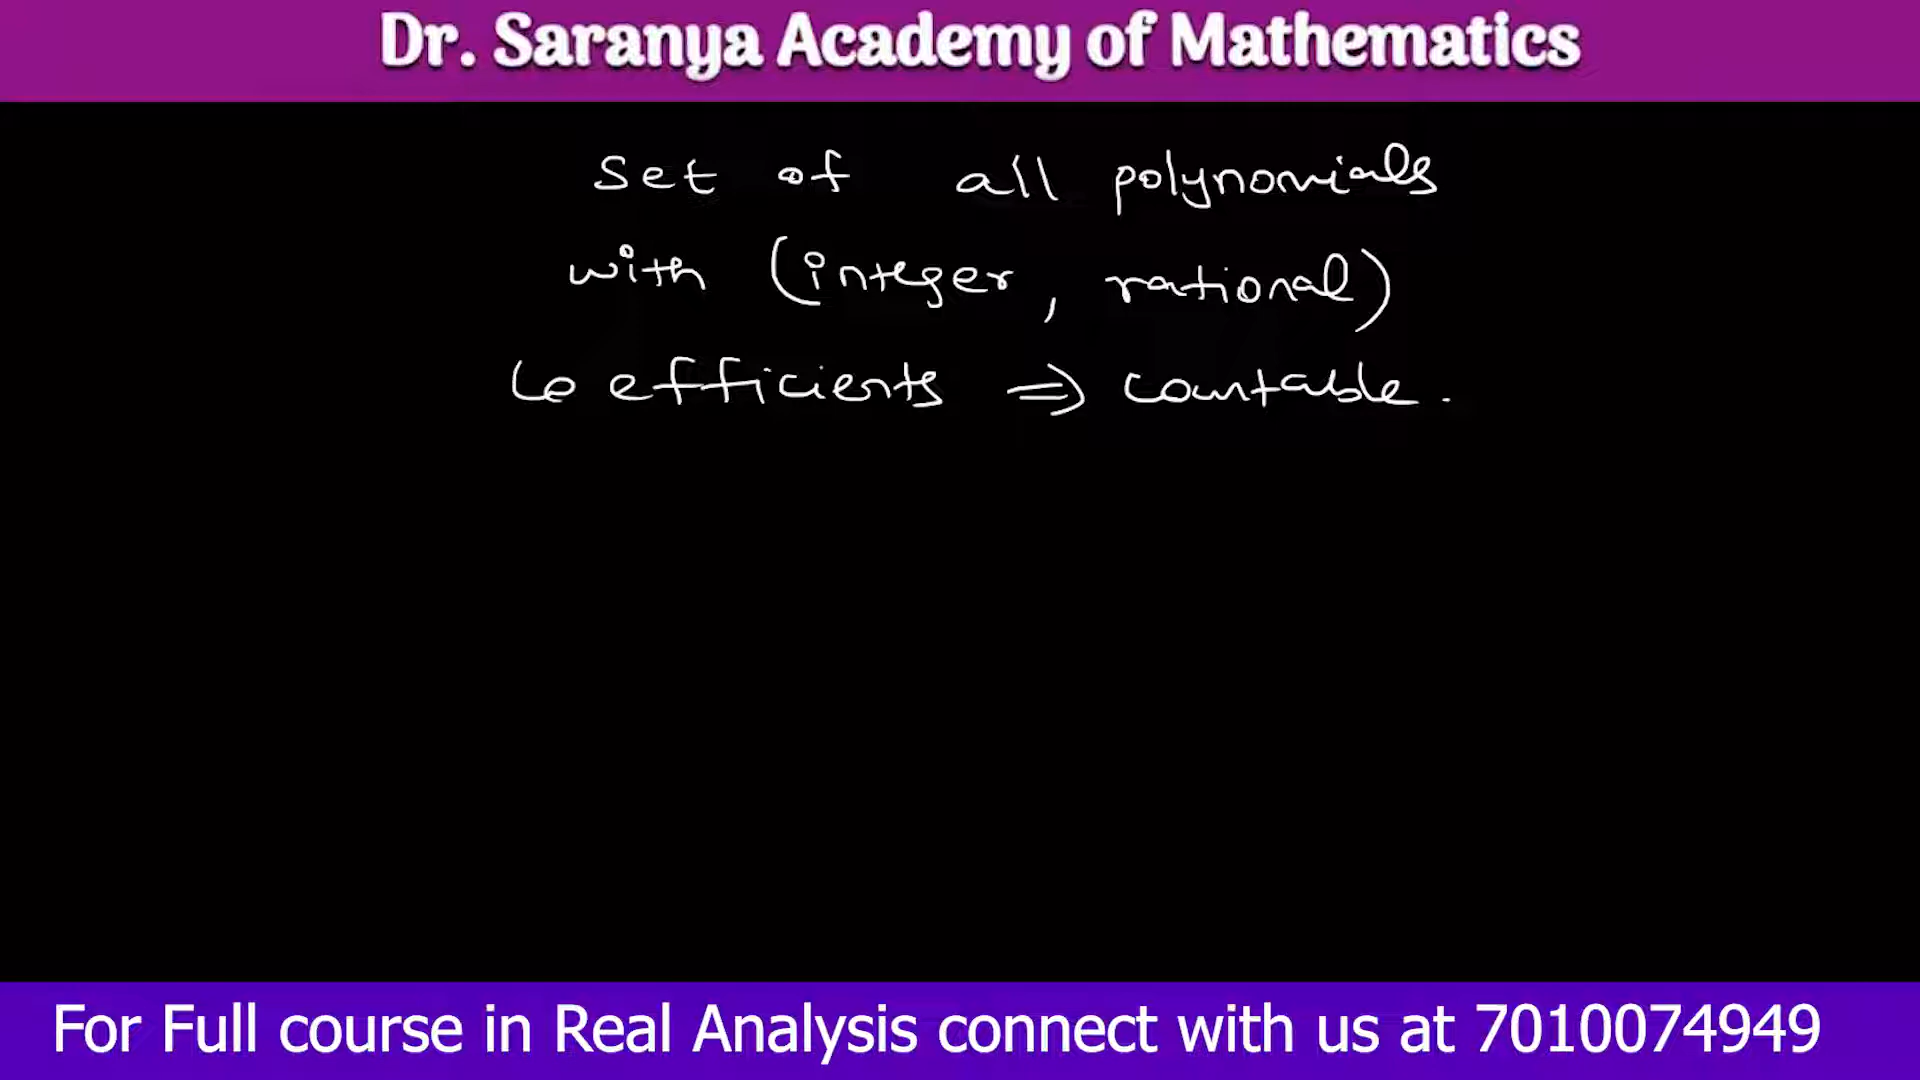 Dr. Saranya Academy of Mathematics
Set of all polynomials
with (integer, rational)
Coefficients ⇒ countable.
For Full course in Real Analysis connect with us at 7010074949